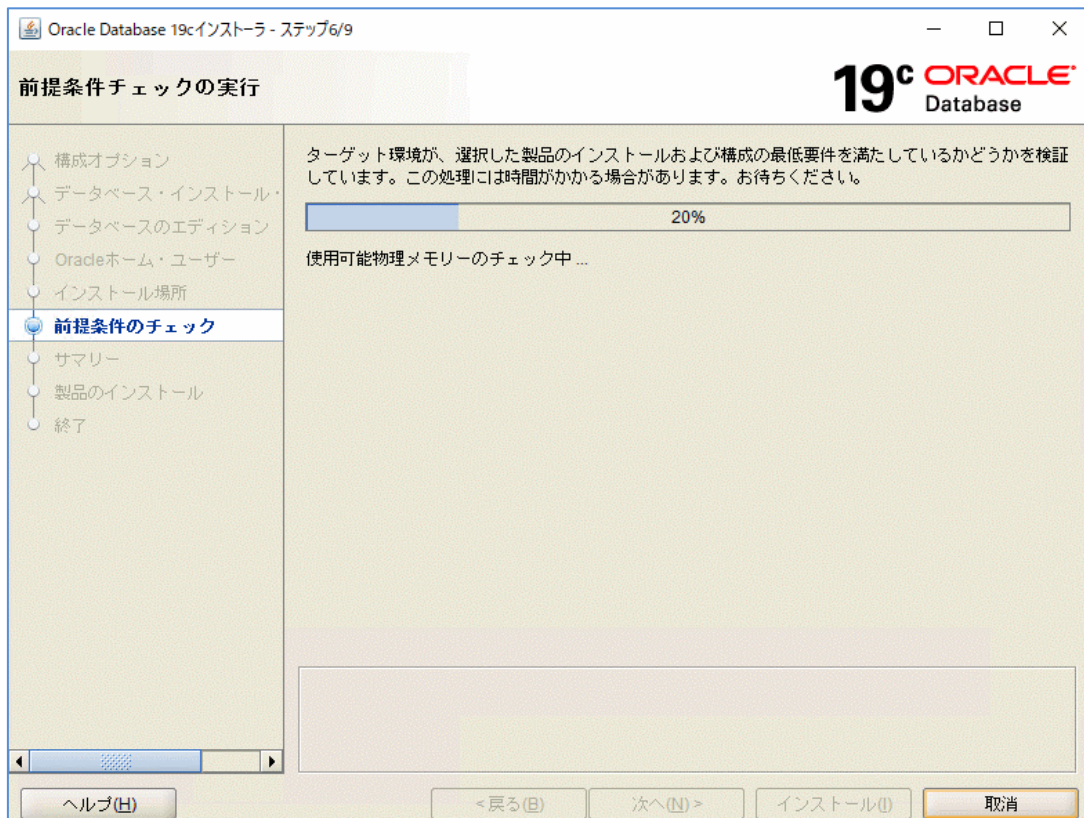 Oracle Database 19cインストーラ - ステップ6/9
前提条件チェックの実行
19c ORACLE
Database
構成オプション
データベース・インストール・
データベースのエディション
Oracleホーム・ユーザー
インストール場所
前提条件のチェック
サマリー
製品のインストール
終了
ターゲット環境が、選択した製品のインストールおよび構成の最低要件を満たしているかどうかを検証
しています。この処理には時間がかかる場合があります。お待ちください。
20%
使用可能物理メモリーのチェック中 ...
ヘルプ(H)
<戻る(B)
次へ(N)>
インストール(I)
取消